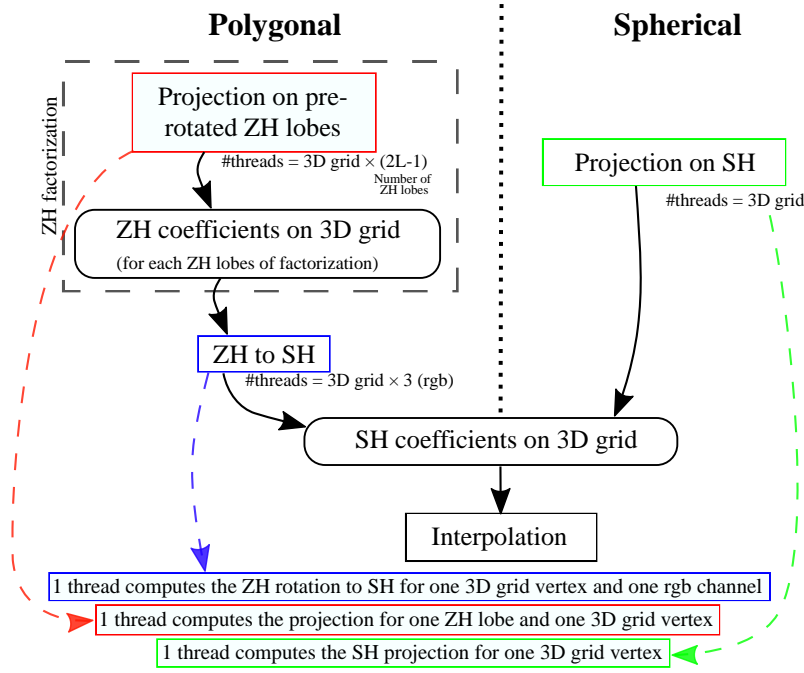 Polygonal
Spherical
ZH factorization
Projection on pre-
rotated ZH lobes
#threads = 3D grid × (2L-1)
Number of
ZH lobes
Projection on SH
#threads = 3D grid
ZH coefficients on 3D grid
(for each ZH lobes of factorization)
ZH to SH
#threads = 3D grid × 3 (rgb)
SH coefficients on 3D grid
Interpolation
1 thread computes the ZH rotation to SH for one 3D grid vertex and one rgb channel
1 thread computes the projection for one ZH lobe and one 3D grid vertex
1 thread computes the SH projection for one 3D grid vertex